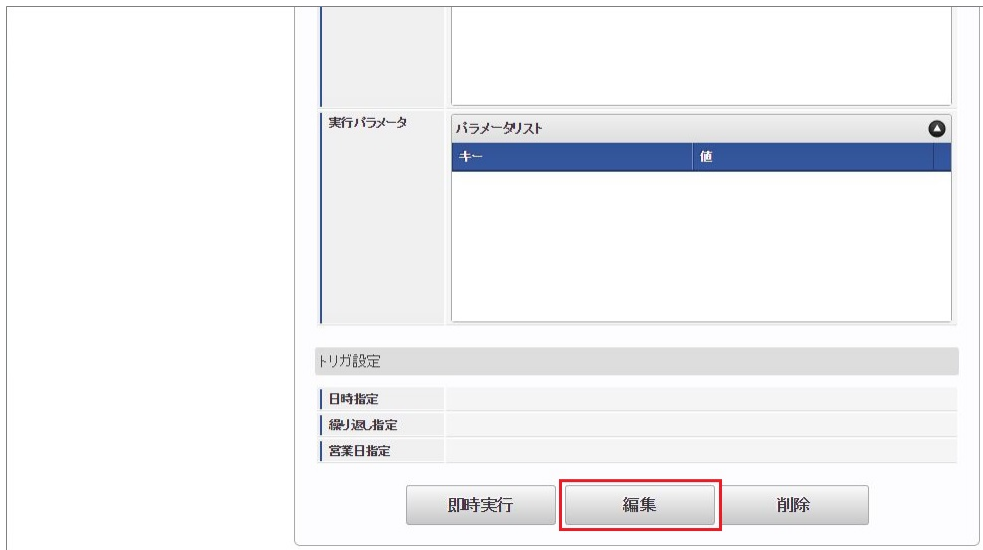 実行パラメータ
パラメータリスト
キー 値
トリガ設定
日時指定
繰り返し指定
営業日指定
即時実行 編集 削除